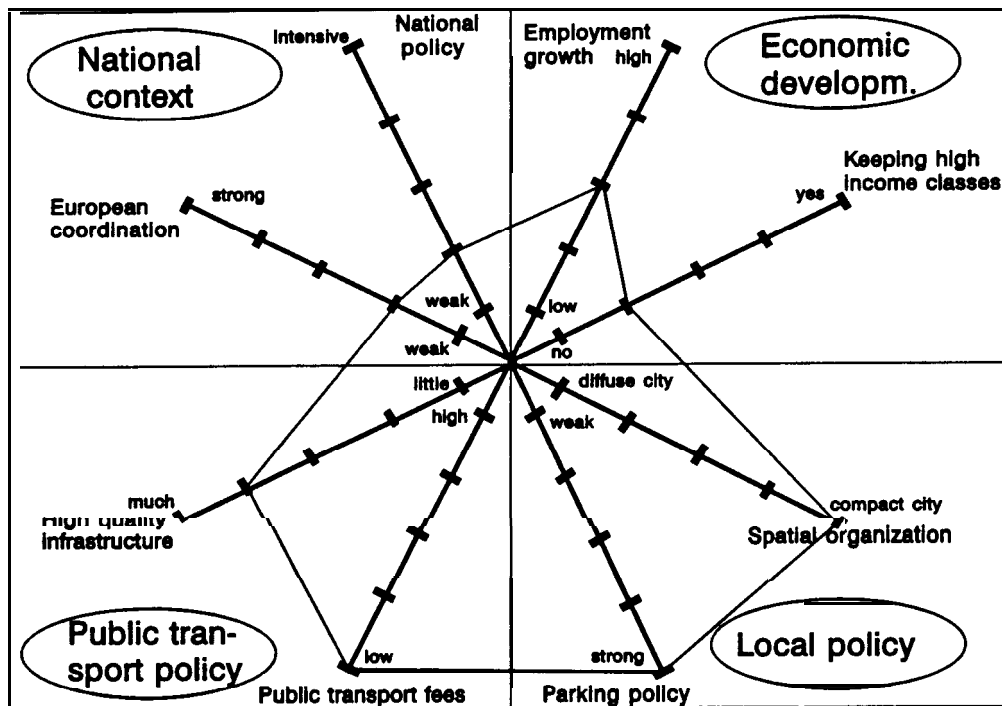 National
context
Intensive
National
policy
Employment
growth high
Economic
developm.
European
coordination
strong
Keeping high
income classes
yes
weak
low
weak
no
little
diffuse city
high
weak
much
High quality
infrastructure
compact city
Spatial organization
Public tran-
sport policy
low
Public transport fees
strong
Parking policy
Local policy